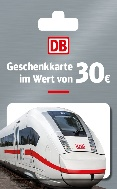 DB
Geschenkkarte
im Wert von 30€